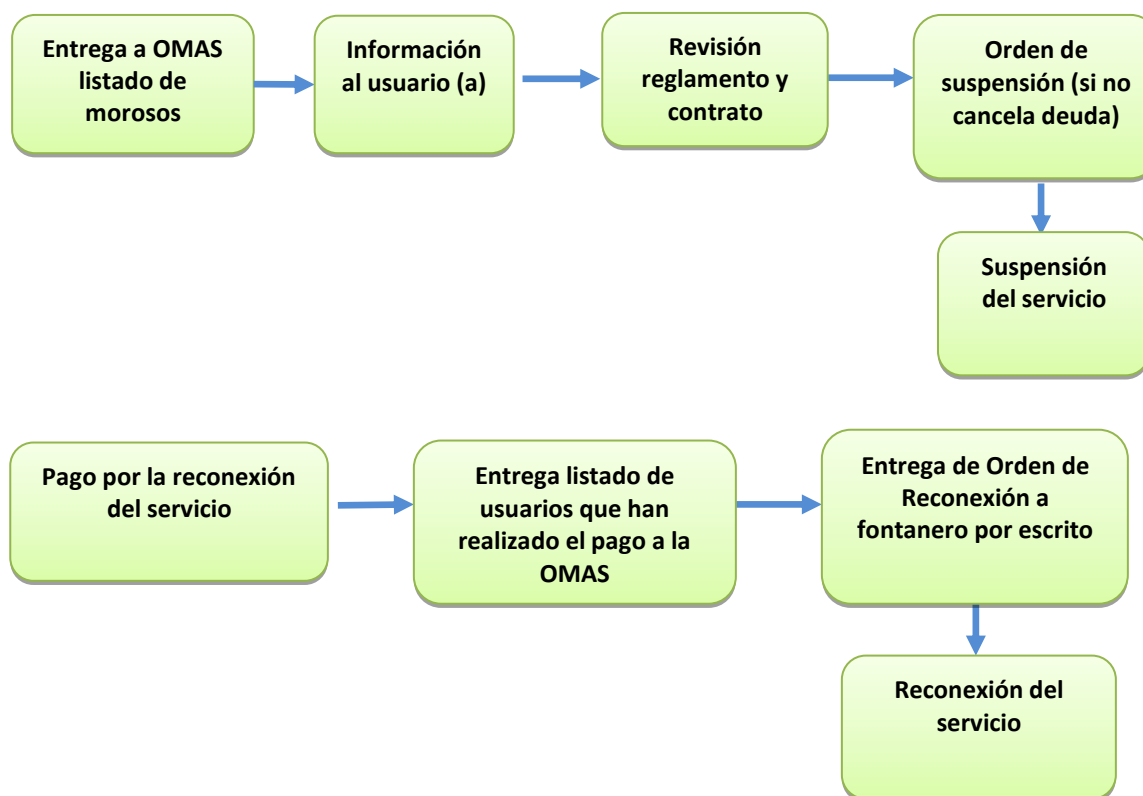 Entrega a OMAS
listado de
morosos
Información
al usuario (a)
Revisión
reglamento y
contrato
Orden de
suspensión (si no
cancela deuda)
Suspensión
del servicio
Pago por la reconexión
del servicio
Entrega listado de
usuarios que han
realizado el pago a la
OMAS
Entrega de Orden de
Reconexión a
fontanero por escrito
Reconexión del
servicio